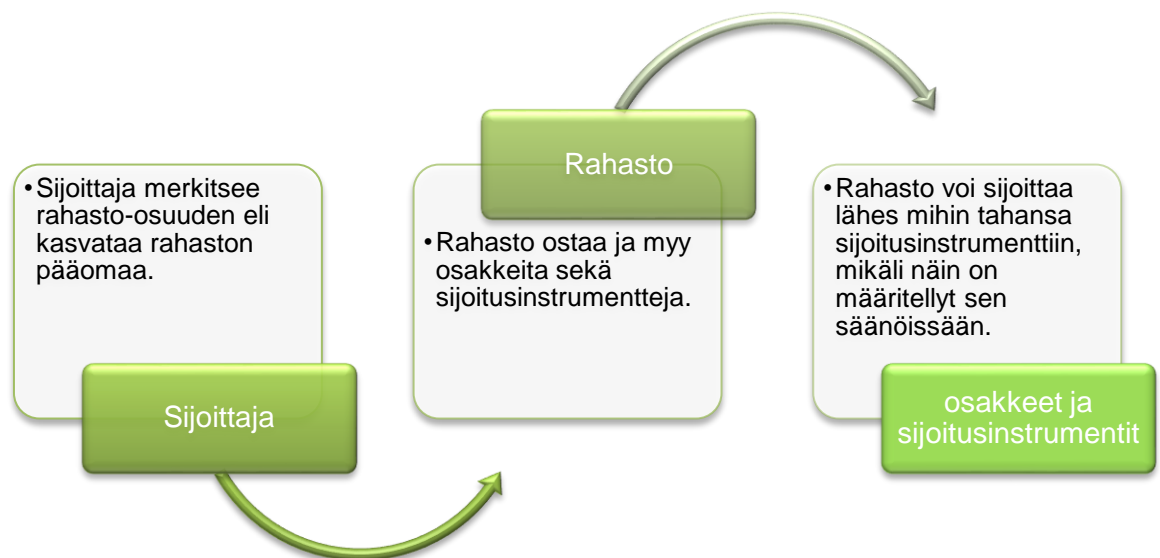 •Sijoittaja merkitsee
rahasto-osuuden eli
kasvataa rahaston
pääomaa.
Sijoittaja
Rahasto
•Rahasto ostaa ja myy
osakkeita sekä
sijoitusinstrumentteja.
•Rahasto voi sijoittaa
lähes mihin tahansa
sijoitusinstrumenttiin,
mikäli näin on
määritellyt sen
säänöissään.
osakkeet ja
sijoitusinstrumentit